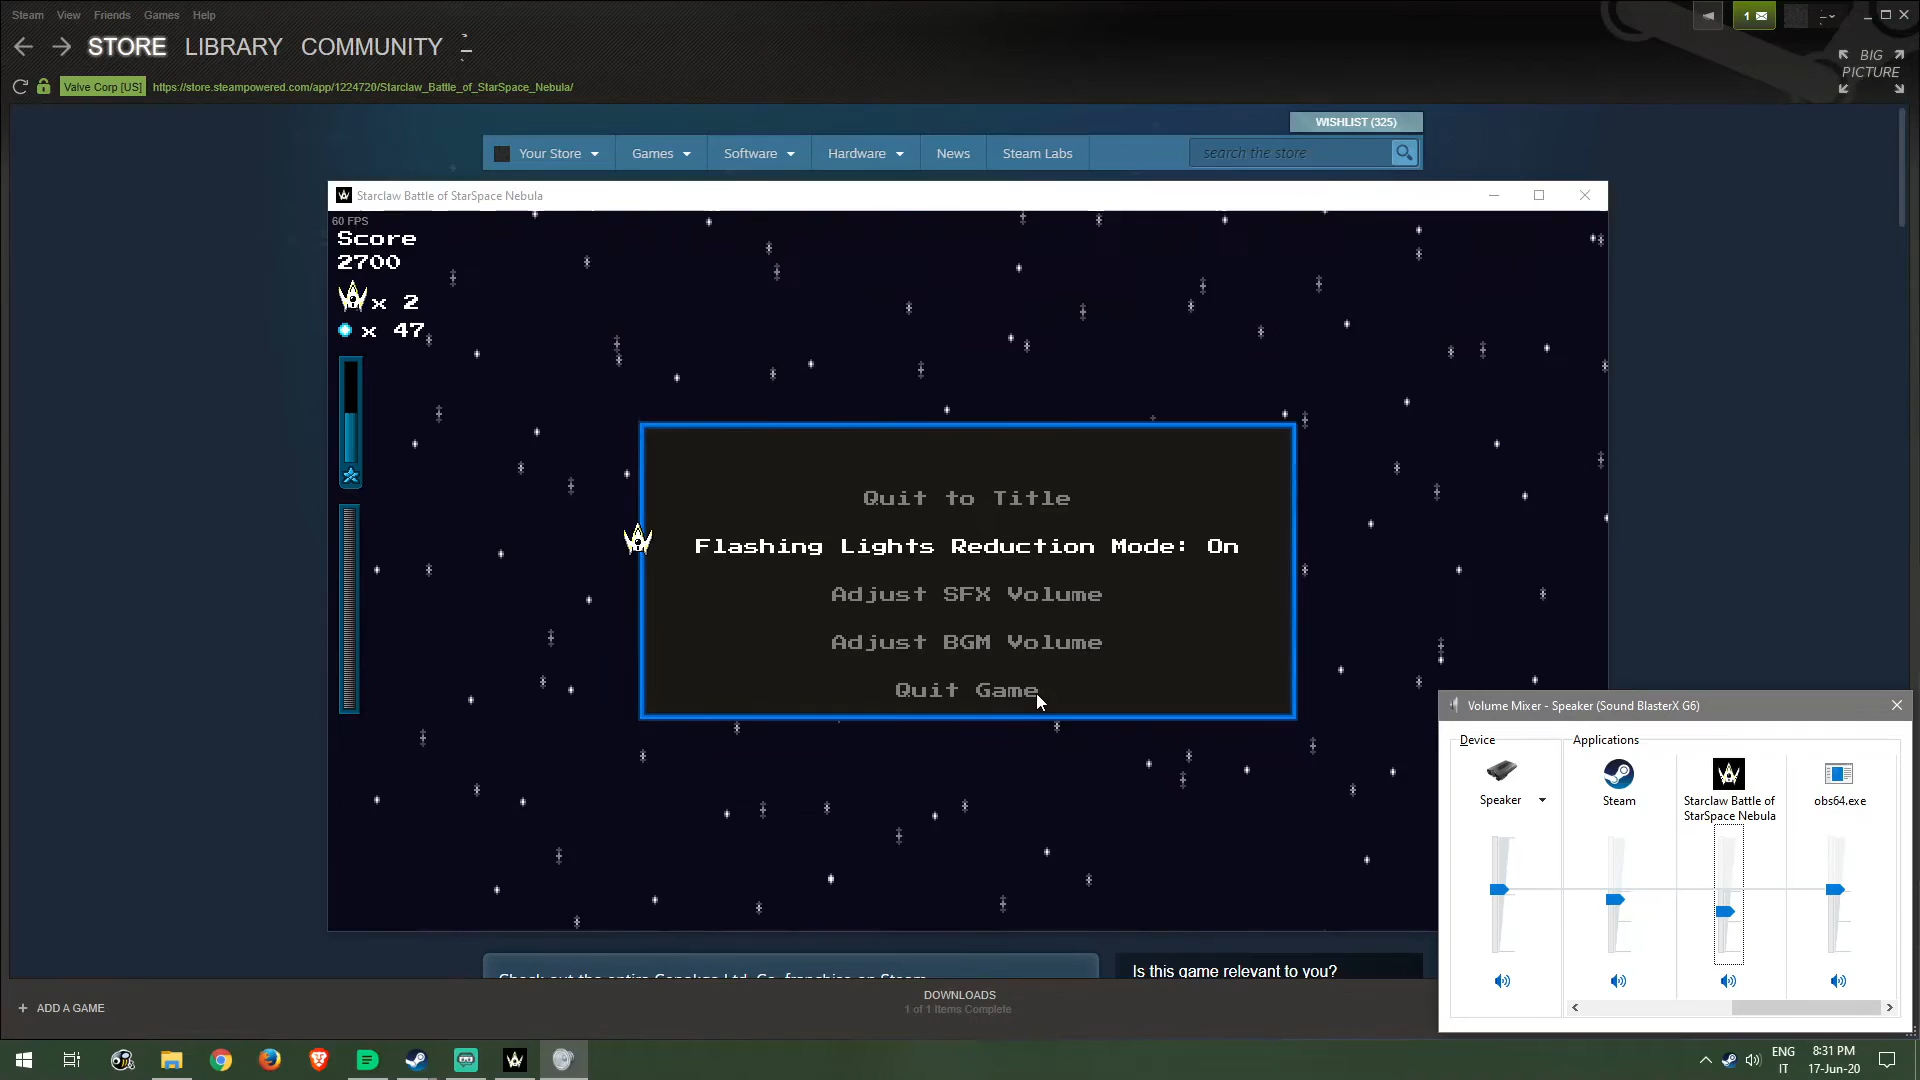 Steam View Friends Games Help
1
STORE LIBRARY COMMUNITY
BIG
PICTURE
Valve Corp [US] https://store.steampowered.com/app/1224720/Starclaw_Battle_of_StarSpace_Nebula/
WISHLIST (325)
Your Store Games Software Hardware News Steam Labs search the store
Starclaw Battle of StarSpace Nebula
60 FPS
Score
2700
x 2
x 47
Quit to Title
Flashing Lights Reduction Mode: On
Adjust SFX Volume
Adjust BGM Volume
Quit Game
Volume Mixer - Speaker (Sound BlasterX G6)
Device Applications
Speaker Steam Starclaw Battle of StarSpace Nebula obs64.exe
Is this game relevant to you?
ADD A GAME
DOWNLOADS
1 of 1 Items Complete
ENG
IT
8:31 PM
17-Jun-20